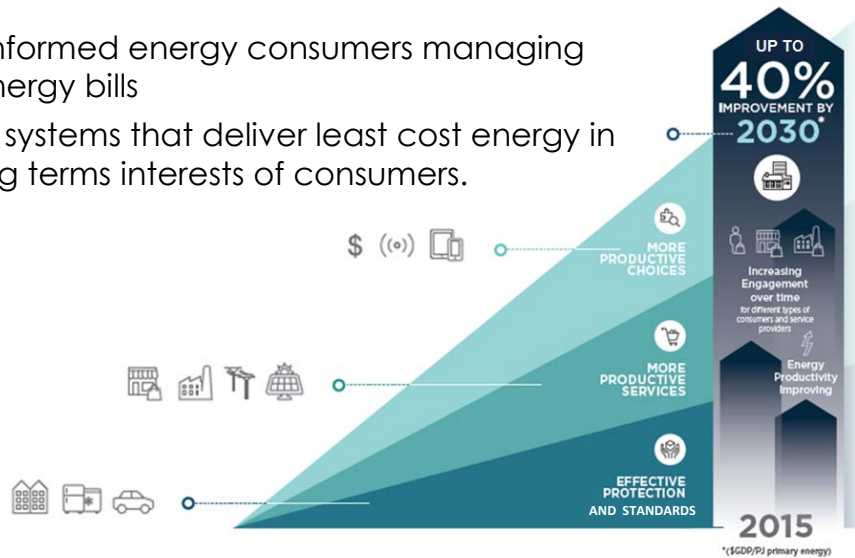 nformed energy consumers managing
nergy bills
systems that deliver least cost energy in
g terms interests of consumers.
UP TO
40%
IMPROVEMENT BY
2030*
$
MORE
PRODUCTIVE
CHOICES
Increasing
Engagement
over time
for different types of
consumers and service
providers
MORE
PRODUCTIVE
SERVICES
Energy
Productivity
Improving
EFFECTIVE
PROTECTION
AND STANDARDS
2015
*($GDP/PJ primary energy)